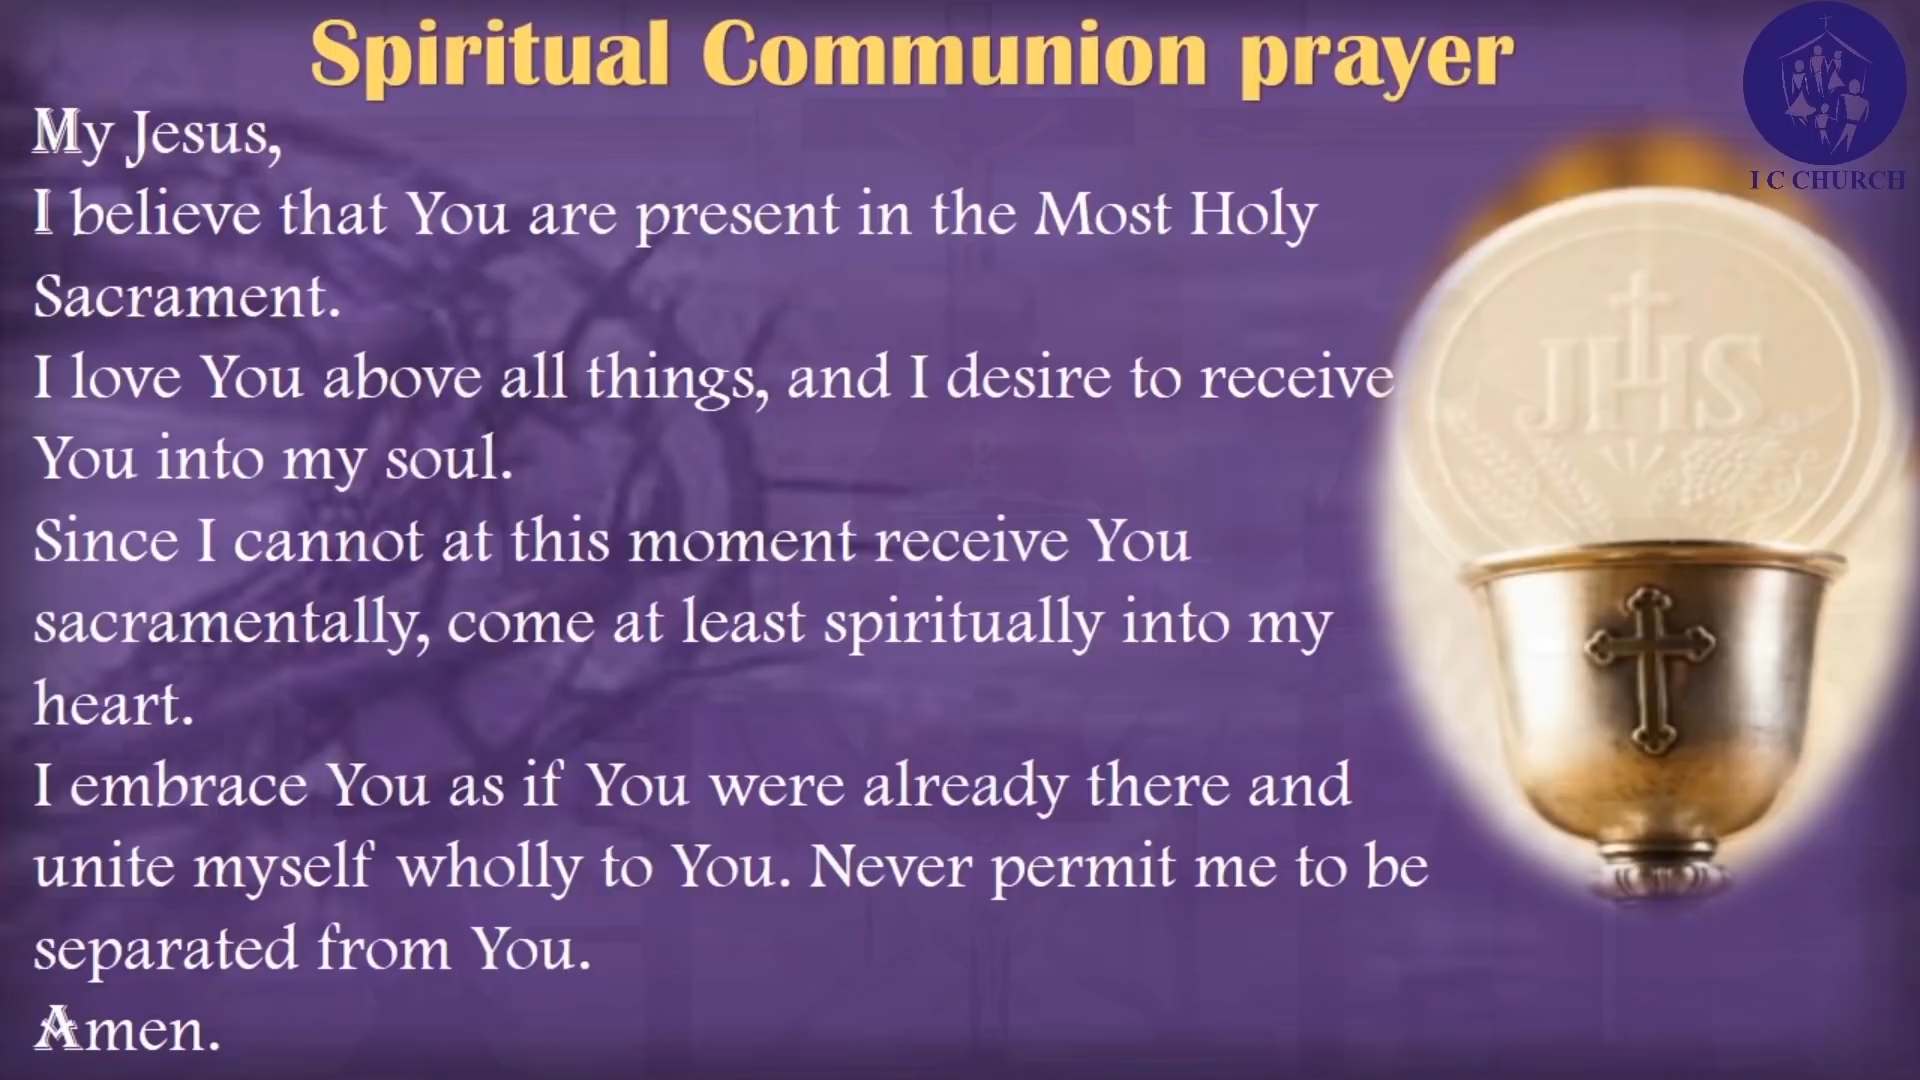 Spiritual Communion prayer
I C CHURCH
My Jesus,
I believe that You are present in the Most Holy
Sacrament.
I love You above all things, and I desire to receive
You into my soul.
Since I cannot at this moment receive You
sacramentally, come at least spiritually into my
heart.
I embrace You as if You were already there and
unite myself wholly to You. Never permit me to be
separated from You.
Amen.
JHS